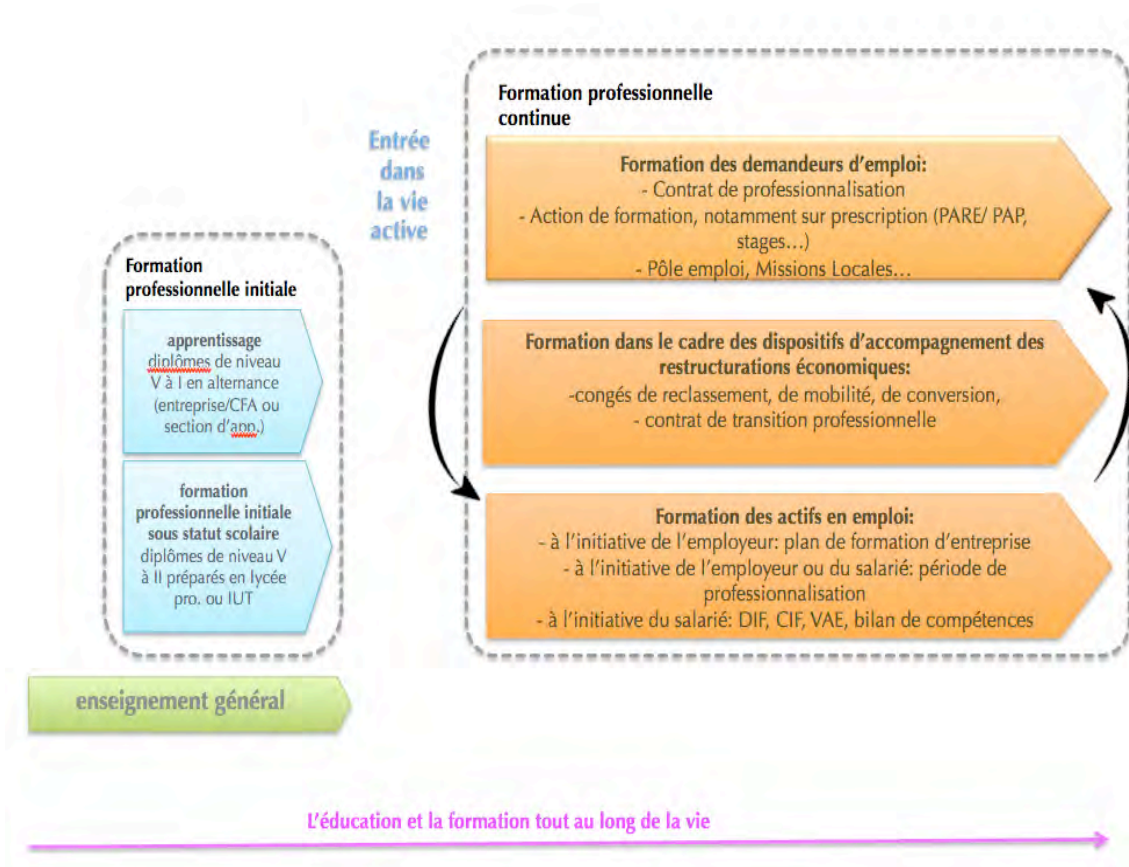 Formation
professionnelle initiale
apprentissage
diplômes de niveau
V à I en alternance
(entreprise/CFA ou
section d'app.)
formation
professionnelle initiale
sous statut scolaire
diplômes de niveau V
à II préparés en lycée
pro. ou IUT
enseignement général
Entrée
dans
la vie
active
Formation professionnelle
continue
Formation des demandeurs d'emploi:
- Contrat de professionnalisation
- Action de formation, notamment sur prescription (PARE/ PAP,
stages...)
- Pôle emploi, Missions Locales...
Formation dans le cadre des dispositifs d'accompagnement des
restructurations économiques:
-congés de reclassement, de mobilité, de conversion,
- contrat de transition professionnelle
Formation des actifs en emploi:
- à l'initiative de l'employeur: plan de formation d'entreprise
- à l'initiative de l'employeur ou du salarié: période de
professionnalisation
- à l'initiative du salarié: DIF, CIF, VAE, bilan de compétences
L'éducation et la formation tout au long de la vie